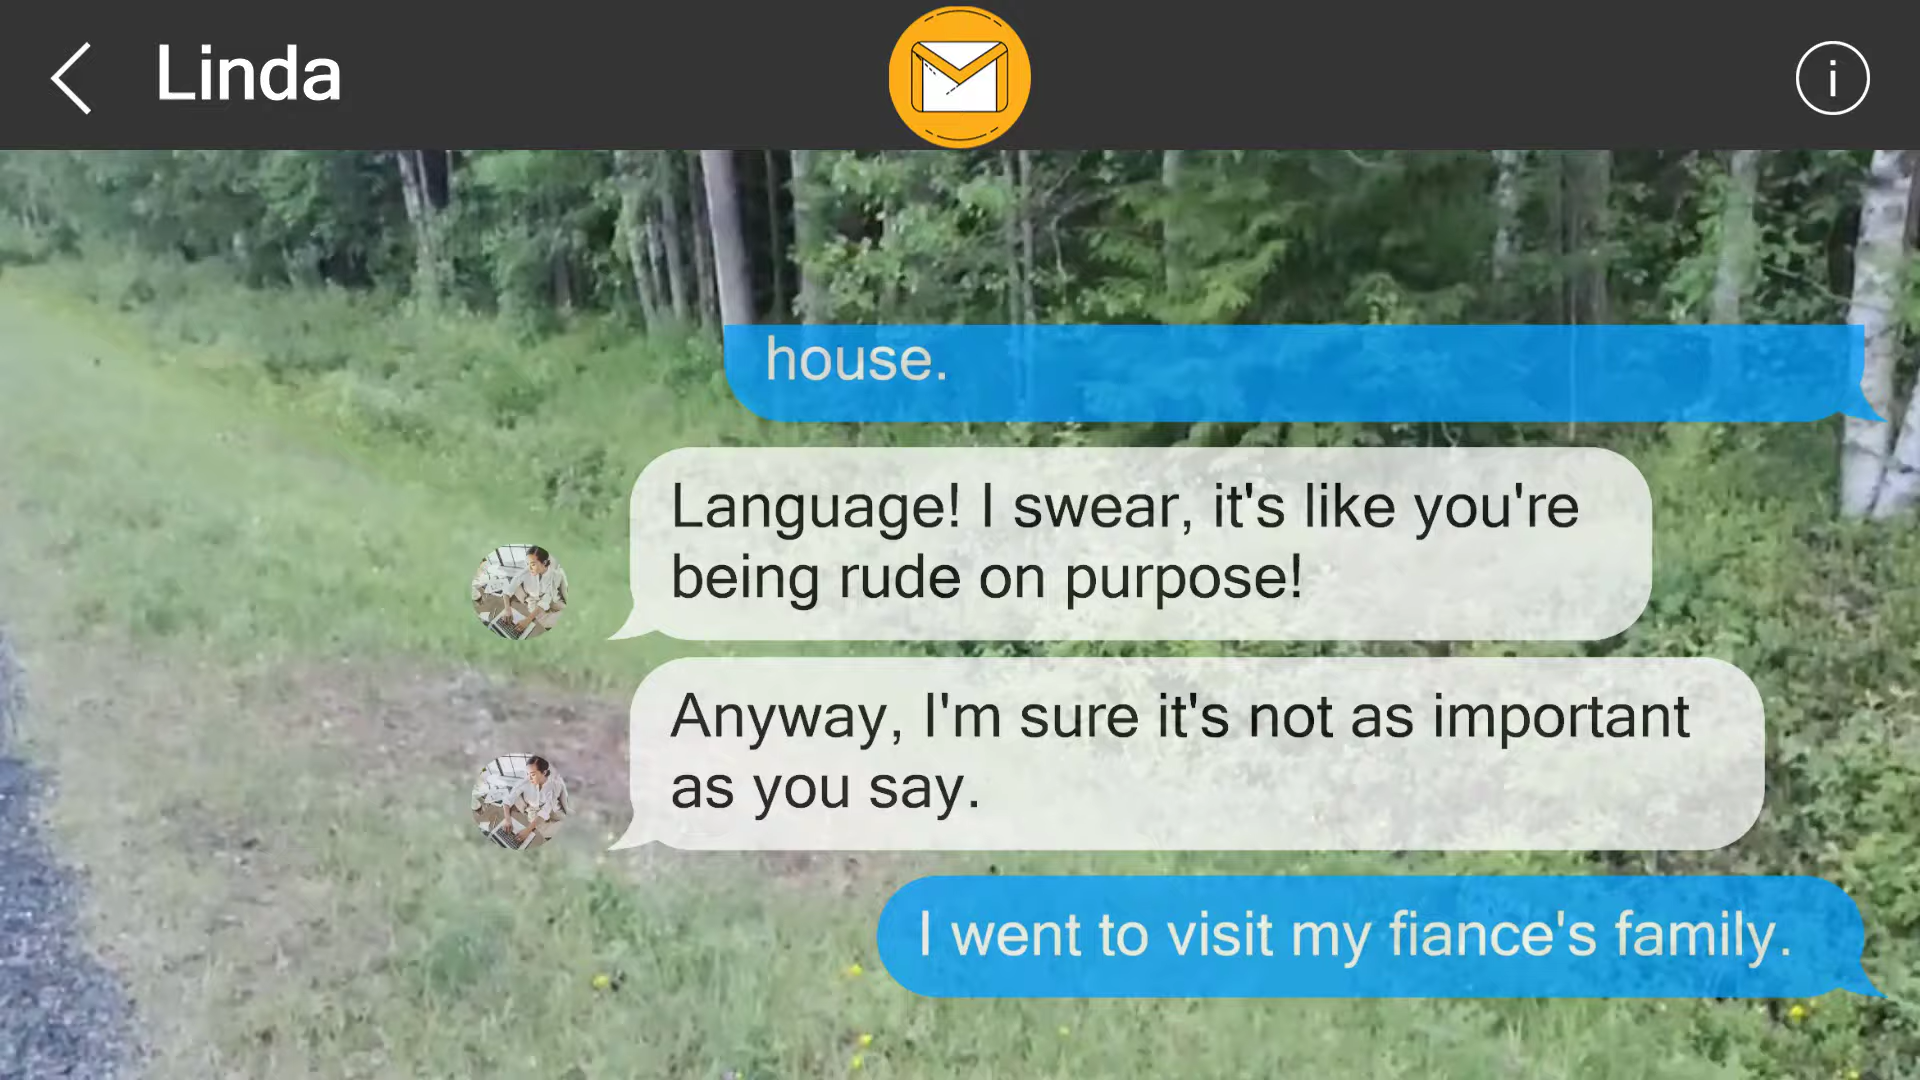 Linda
i
house.
Language! I swear, it's like you're
being rude on purpose!
Anyway, I'm sure it's not as important
as you say.
I went to visit my fiance's family.